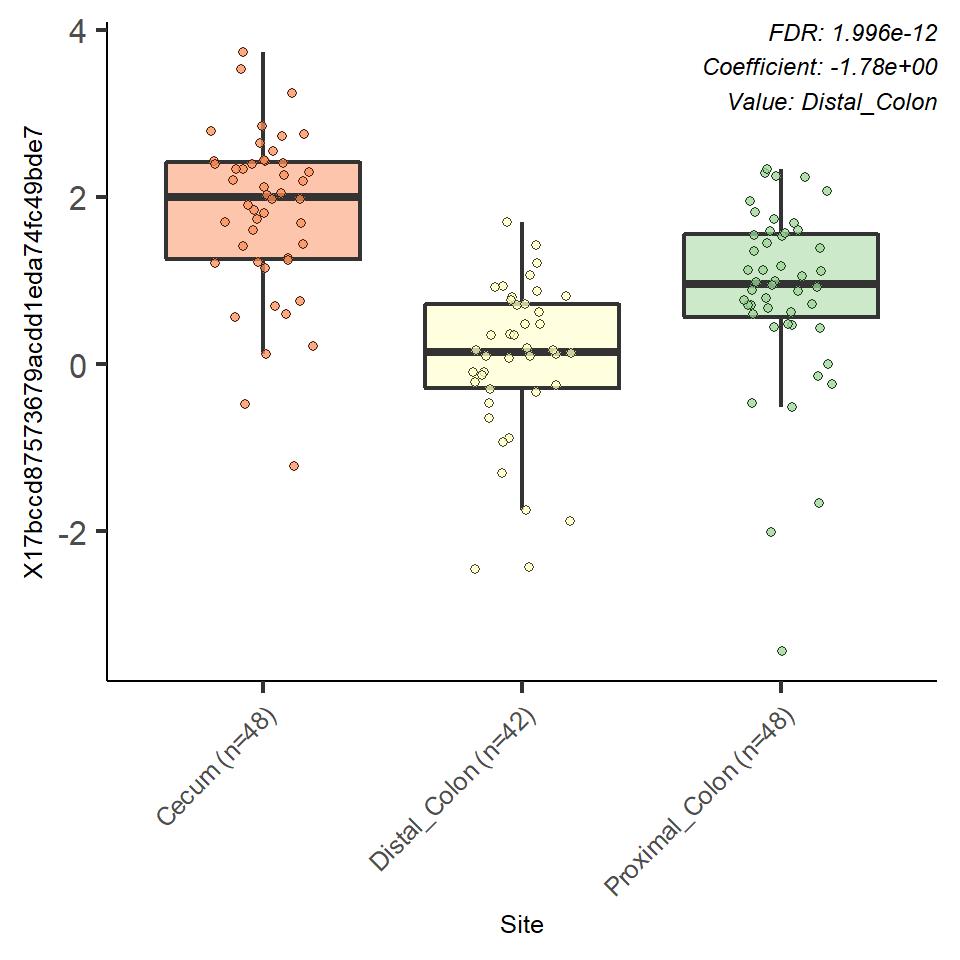 FDR: 1.996e-12
Coefficient: -1.78e+00
Value: Distal_Colon
X17bccd87573679acdd1eda74fc49bde7
4
2
0
-2
Cecum (n=48)
Distal_Colon (n=42)
Proximal_Colon (n=48)
Site